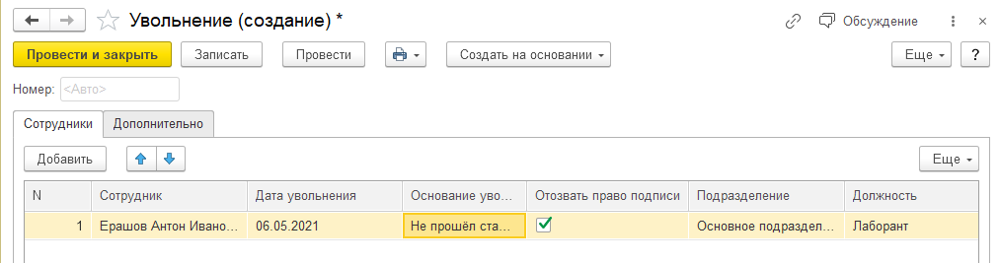 Увольнение (создание) *
Обсуждение
Провести и закрыть Записать Провести Создать на основании Еще ?
Номер: <Авто>
Сотрудники Дополнительно
Добавить Еще
N Сотрудник Дата увольнения Основание уво... Отозвать право подписи Подразделение Должность
1 Ерашов Антон Ивано... 06.05.2021 Не прошёл ста... Основное подраздел... Лаборант